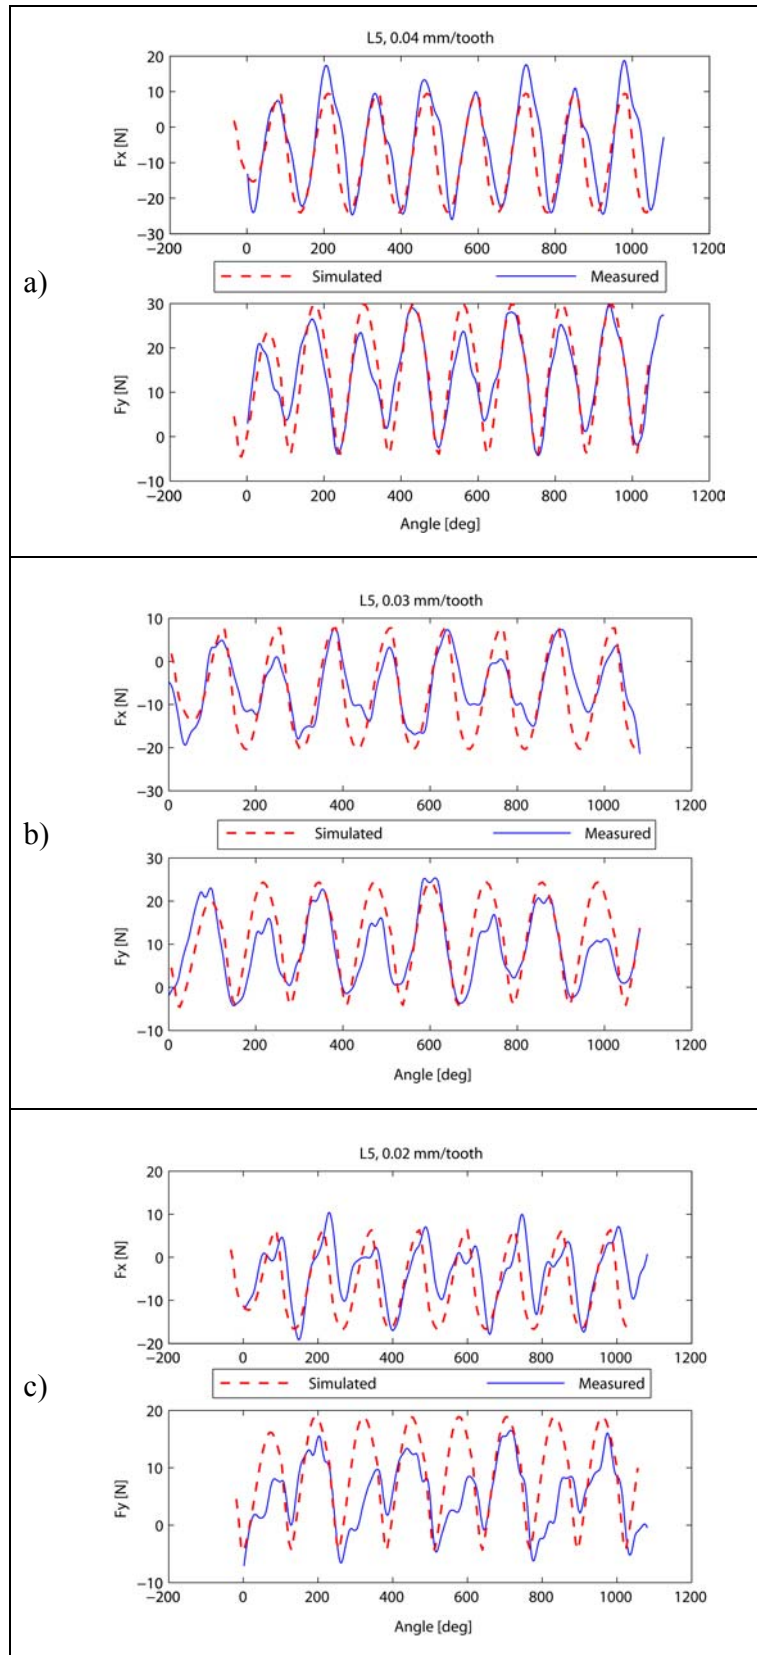 L5, 0.04 mm/tooth
20
10
0
−10
−20
−30
Fx [N]
−200 0 200 400 600 800 1000 1200
a)
Simulated Measured
30
20
10
0
−10
Fy [N]
−200 0 200 400 600 800 1000 1200
Angle [deg]
L5, 0.03 mm/tooth
10
0
−10
−20
−30
Fx [N]
0 200 400 600 800 1000 1200
b)
Simulated Measured
30
20
10
0
−10
Fy [N]
0 200 400 600 800 1000 1200
Angle [deg]
L5, 0.02 mm/tooth
20
10
0
−10
−20
Fx [N]
−200 0 200 400 600 800 1000 1200
c)
Simulated Measured
20
10
0
−10
Fy [N]
−200 0 200 400 600 800 1000 1200
Angle [deg]